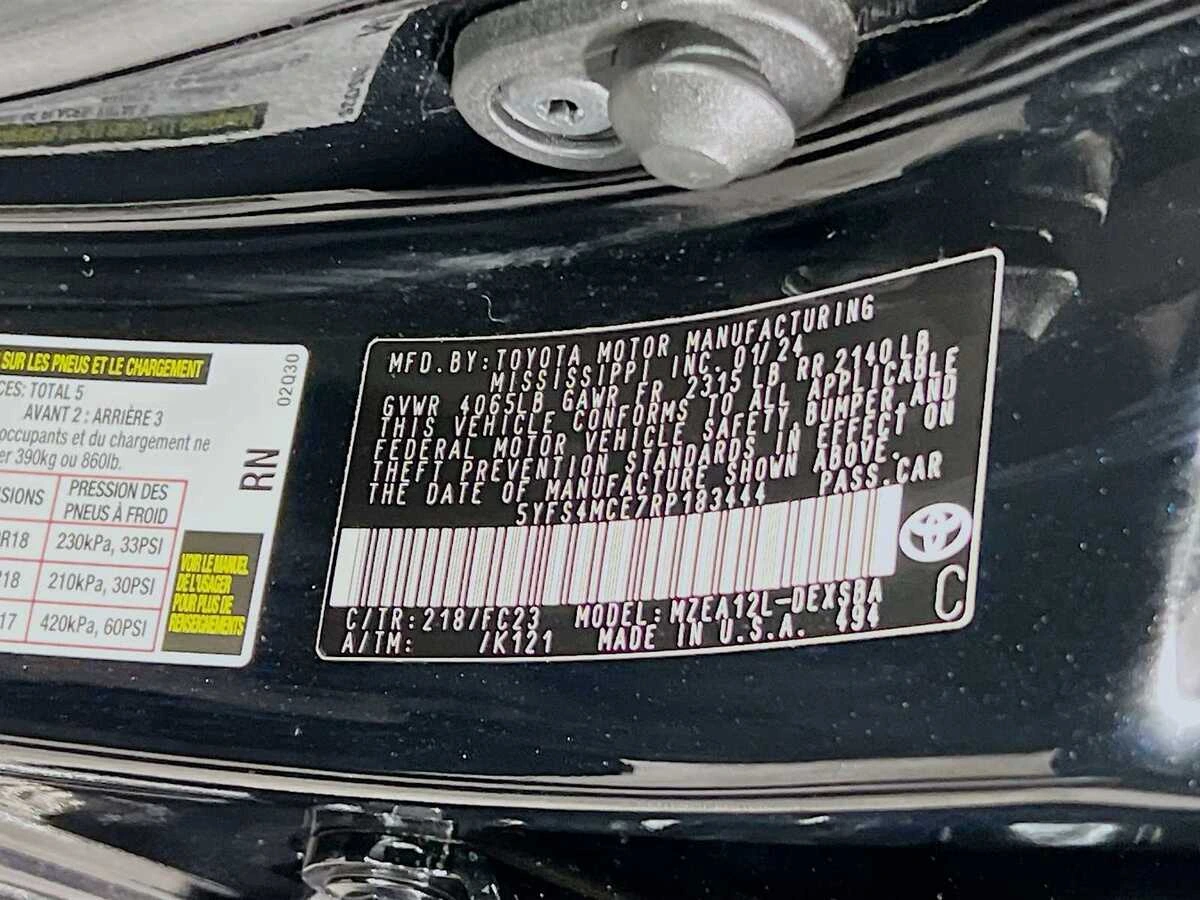 SUR LES PNEUS ET LE CHARGEMENT
CES: TOTAL 5
AVANT 2 : ARRIÈRE 3
occupants et du chargement ne
er 390kg ou 860lb.
SIONS
PRESSION DES
PNEUS À FROID
R18
230kPa, 33PSI
18
210kPa, 30PSI
17
420kPa, 60PSI
VOIR LE MANUEL
DE L'USAGER
POUR PLUS DE
RENSEIGNEMENTS
02Q30
RN
MFD. BY: TOYOTA MOTOR MANUFACTURING
MISSISSIPPI INC. 01/24
GVWR 4065LB GAWR FR 2315 LB RR 2140LB
THIS VEHICLE CONFORMS TO ALL APPLICABLE
FEDERAL MOTOR VEHICLE SAFETY, BUMPER, AND
THEFT PREVENTION STANDARDS IN EFFECT ON
THE DATE OF MANUFACTURE SHOWN ABOVE.
5YFS4MCE7RP183444 PASS. CAR
C/TR: 218/FC23 MODEL: MZEA12L-DEXSBA
A/TM: /K121 MADE IN U.S.A. 494
C